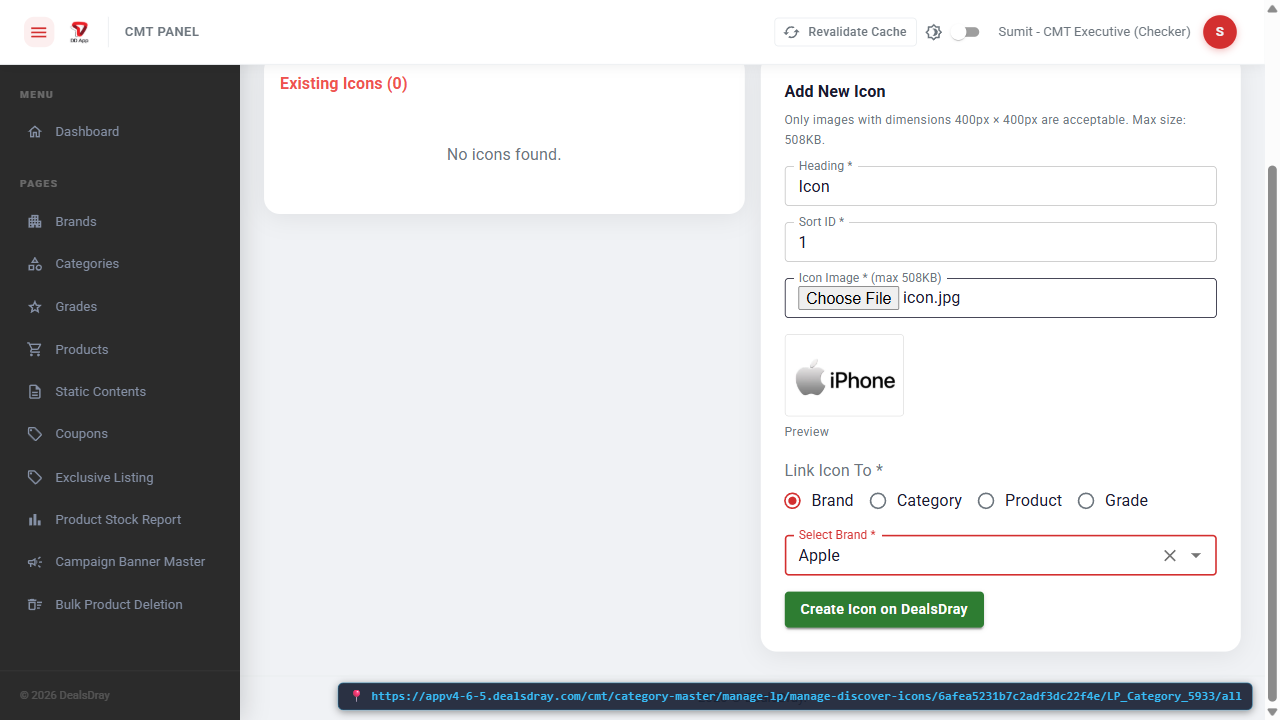 DD App
CMT PANEL
Revalidate Cache
Sumit - CMT Executive (Checker)
S
MENU
Dashboard
PAGES
Brands
Categories
Grades
Products
Static Contents
Coupons
Exclusive Listing
Product Stock Report
Campaign Banner Master
Bulk Product Deletion
© 2026 DealsDray
Existing Icons (0)
No icons found.
Add New Icon
Only images with dimensions 400px × 400px are acceptable. Max size:
508KB.
Heading *
Icon
Sort ID *
1
Icon Image * (max 508KB)
Choose File icon.jpg
iPhone
Preview
Link Icon To *
Brand Category Product Grade
Select Brand *
Apple
Create Icon on DealsDray
https://appv4-6-5.dealsdray.com/cmt/category-master/manage-lp/manage-discover-icons/6afea5231b7c2adf3dc22f4e/LP_Category_5933/all